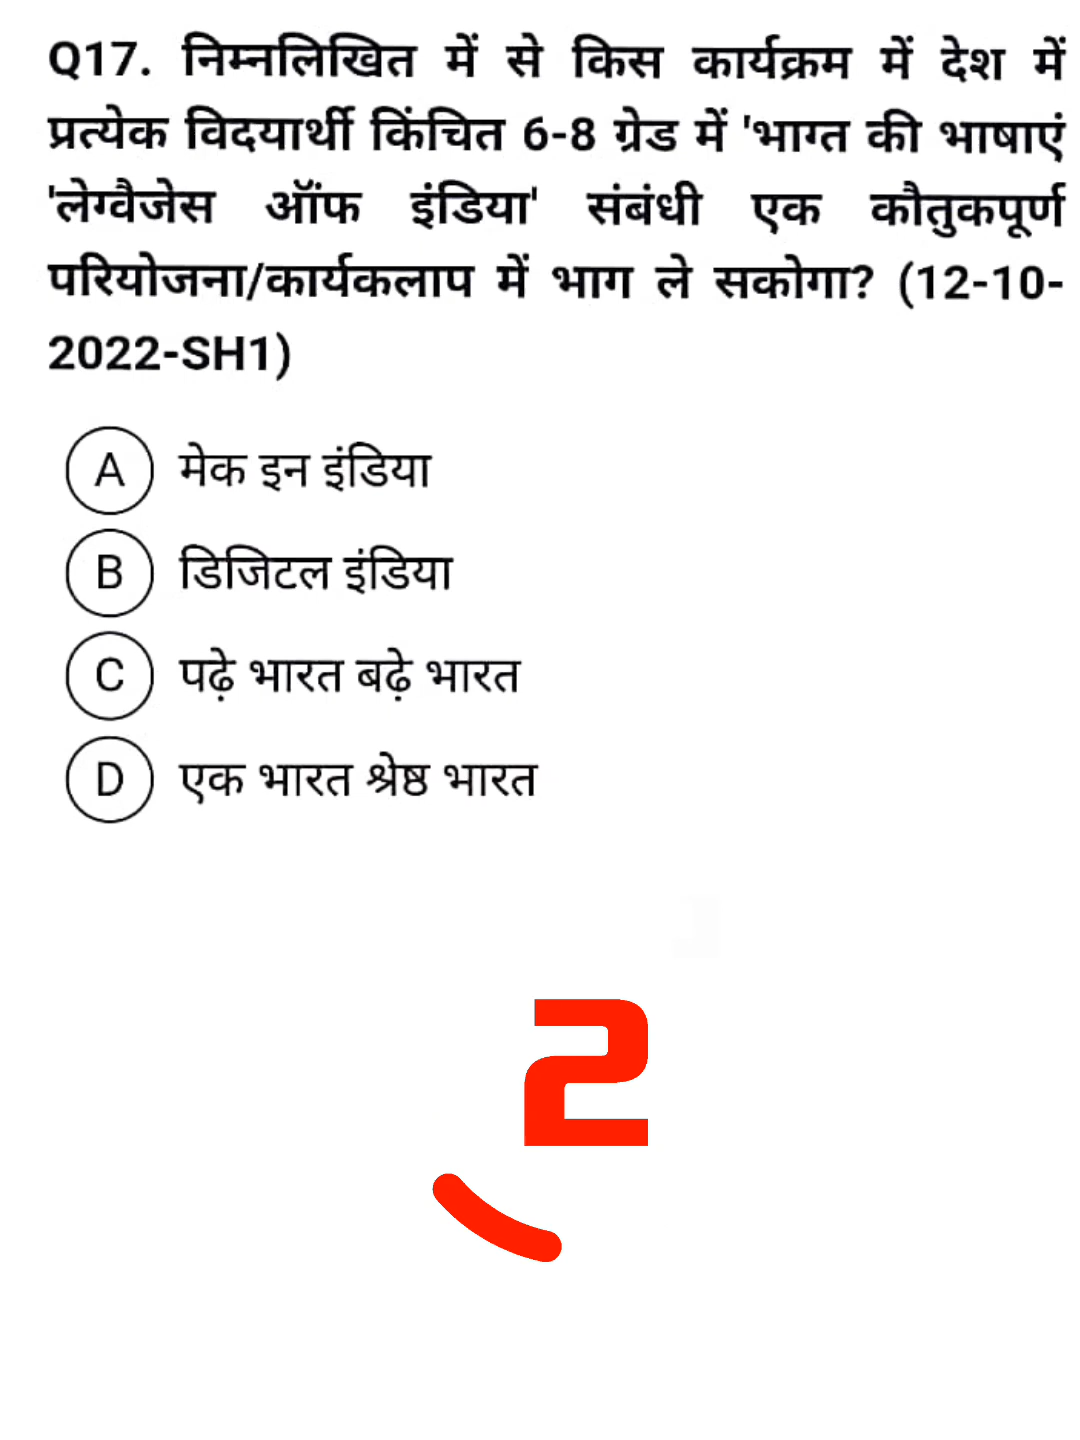 Q17. निम्नलिखित में से किस कार्यक्रम में देश में
प्रत्येक विदयार्थी किंचित 6-8 ग्रेड में 'भाग्त की भाषाएं
'लेग्वैजेस ऑफ इंडिया' संबंधी एक कौतुकपूर्ण
परियोजना/कार्यकलाप में भाग ले सकोगा? (12-10-
2022-SH1)
A मेक इन इंडिया
B डिजिटल इंडिया
C पढ़े भारत बढ़े भारत
D एक भारत श्रेष्ठ भारत
2